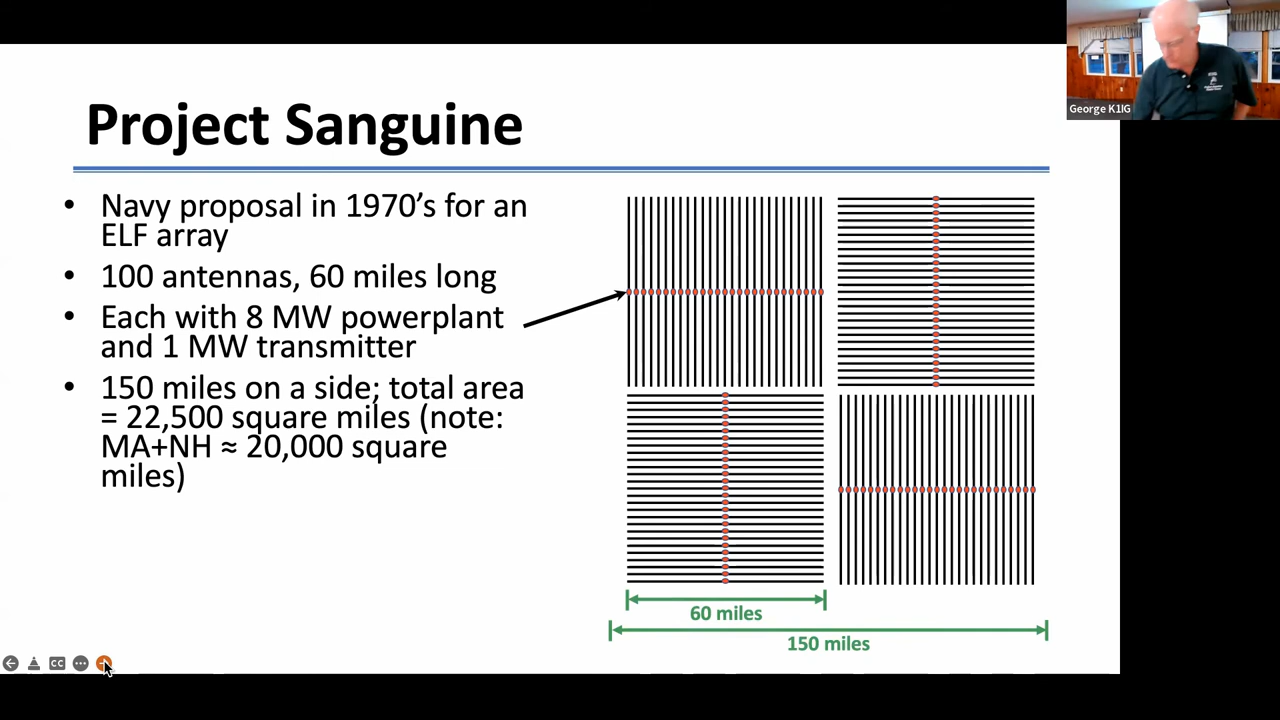 Project Sanguine
• Navy proposal in 1970's for an
ELF array
• 100 antennas, 60 miles long
• Each with 8 MW powerplant
and 1 MW transmitter
• 150 miles on a side; total area
= 22,500 square miles (note:
MA+NH ≈ 20,000 square
miles)
60 miles
150 miles
George K1IG
CC